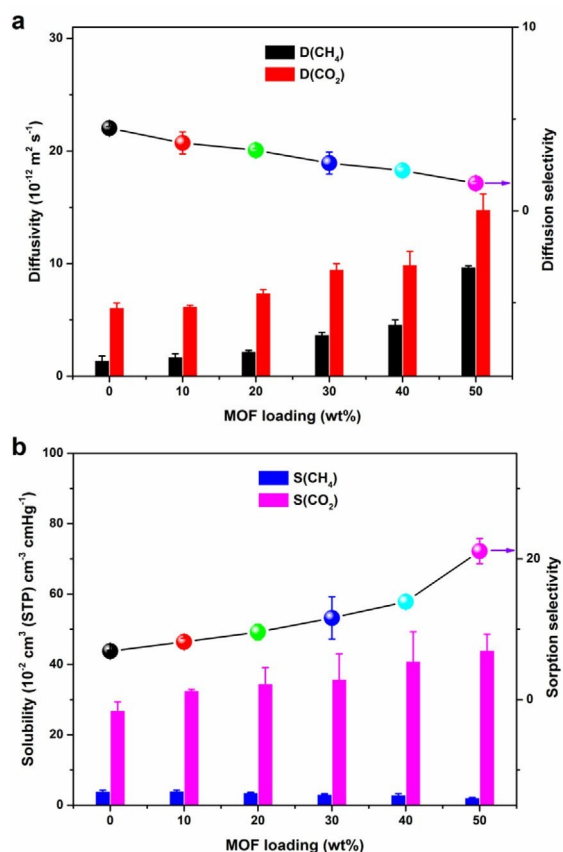 a
D(CH4)
D(CO2)
Diffusivity (10-12 m2 s-1)
30
20
10
0
10
0
Diffusion selectivity
0 10 20 30 40 50
MOF loading (wt%)
b
S(CH4)
S(CO2)
Solubility (10-2 cm3 (STP) cm-3 cmHg-1)
100
80
60
40
20
0
20
0
Sorption selectivity
0 10 20 30 40 50
MOF loading (wt%)